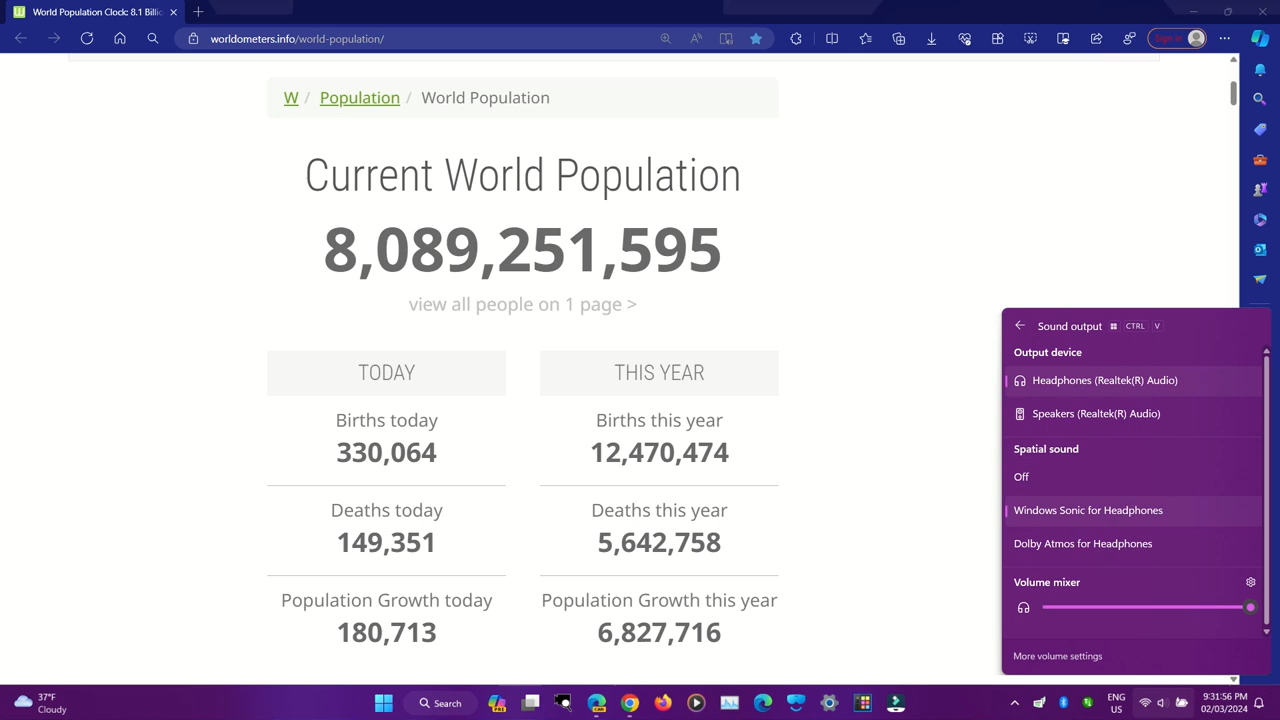 World Population Clock: 8.1 Billi
worldometers.info/world-population/
Sign in
W / Population / World Population
Current World Population
8,089,251,595
view all people on 1 page >
TODAY
Births today
330,064
Deaths today
149,351
Population Growth today
180,713
THIS YEAR
Births this year
12,470,474
Deaths this year
5,642,758
Population Growth this year
6,827,716
Sound output CTRL V
Output device
Headphones (Realtek(R) Audio)
Speakers (Realtek(R) Audio)
Spatial sound
Off
Windows Sonic for Headphones
Dolby Atmos for Headphones
Volume mixer
More volume settings
37°F
Cloudy
Search
PRE
CAN
ENG
US
9:31:56 PM
02/03/2024